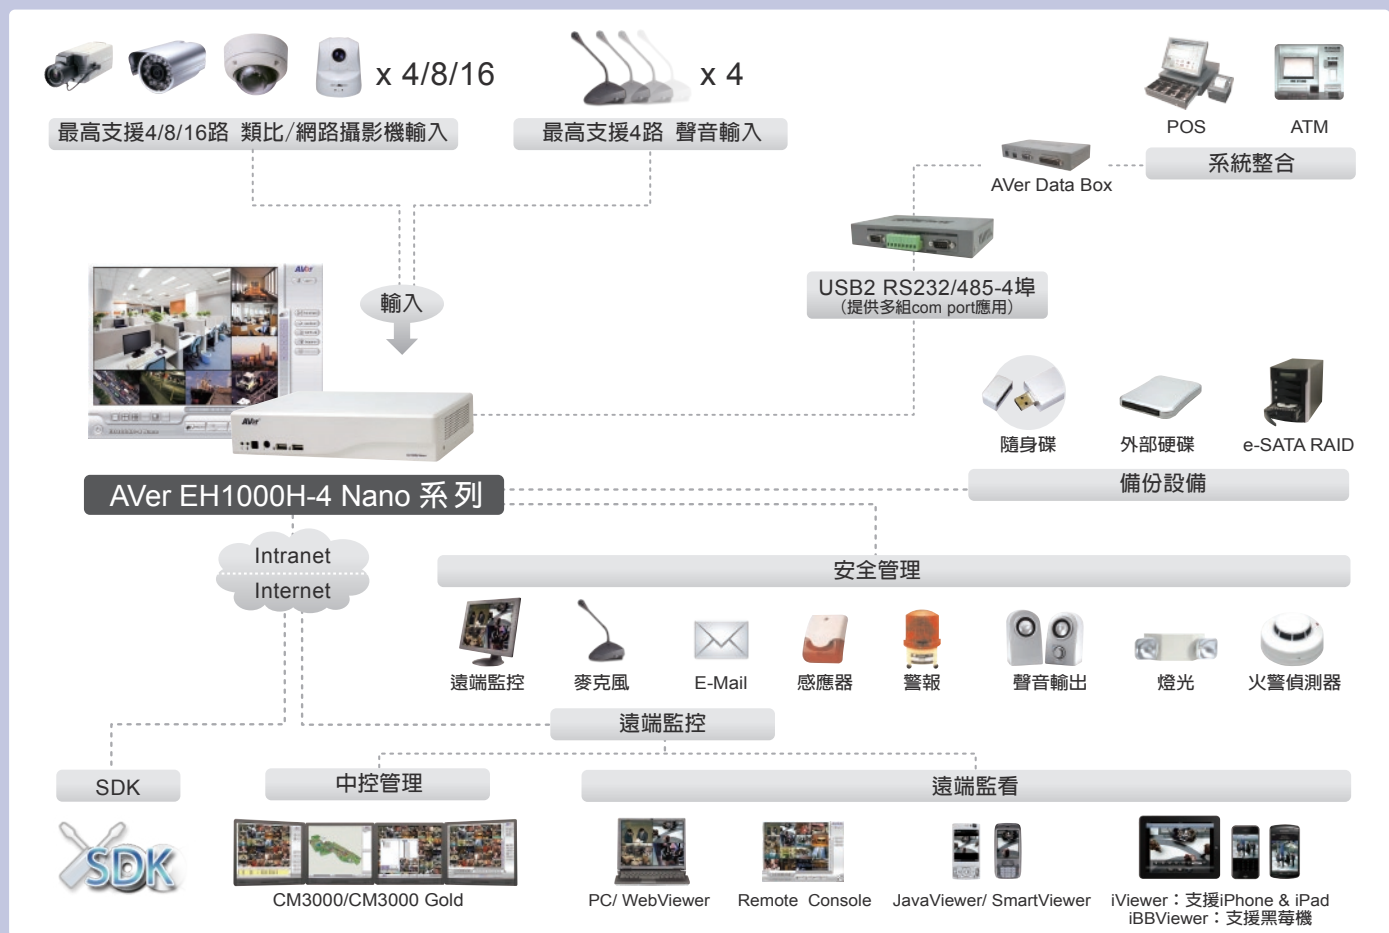 x 4/8/16
最高支援4/8/16路 類比/網路攝影機輸入
x 4
最高支援4路 聲音輸入
POS
ATM
系統整合
AVer Data Box
USB2 RS232/485-4埠
（提供多組com port應用）
輸入
AVer
AVer
隨身碟
外部硬碟
e-SATA RAID
備份設備
AVer EH1000H-4 Nano 系列
Intranet
Internet
安全管理
遠端監控
麥克風
E-Mail
感應器
警報
聲音輸出
燈光
火警偵測器
遠端監控
SDK
中控管理
遠端監看
SDK
CM3000/CM3000 Gold
PC/ WebViewer
Remote Console
JavaViewer/ SmartViewer
iViewer：支援iPhone & iPad
iBBViewer：支援黑莓機